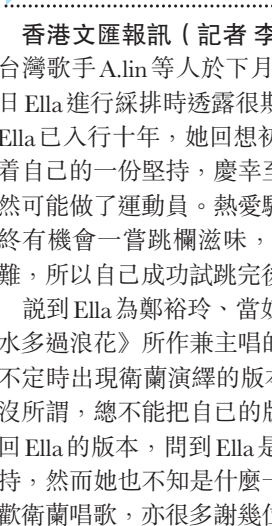 香港文匯報訊（記者 李
台灣歌手A.lin等人於下月
日Ella進行綵排時透露很期
Ella已入行十年，她回想初
着自己的一份堅持，慶幸至
然可能做了運動員。熱愛騎
終有機會一嘗跳欄滋味，
難，所以自己成功試跳完後
説到Ella為鄭裕玲、當如
水多過浪花》所作兼主唱的
不定時出現衛蘭演繹的版本
沒所謂，總不能把自己的版
回Ella的版本，問到Ella是
持，然而她也不知是什麼一
歡衛蘭唱歌，亦很多謝幾位